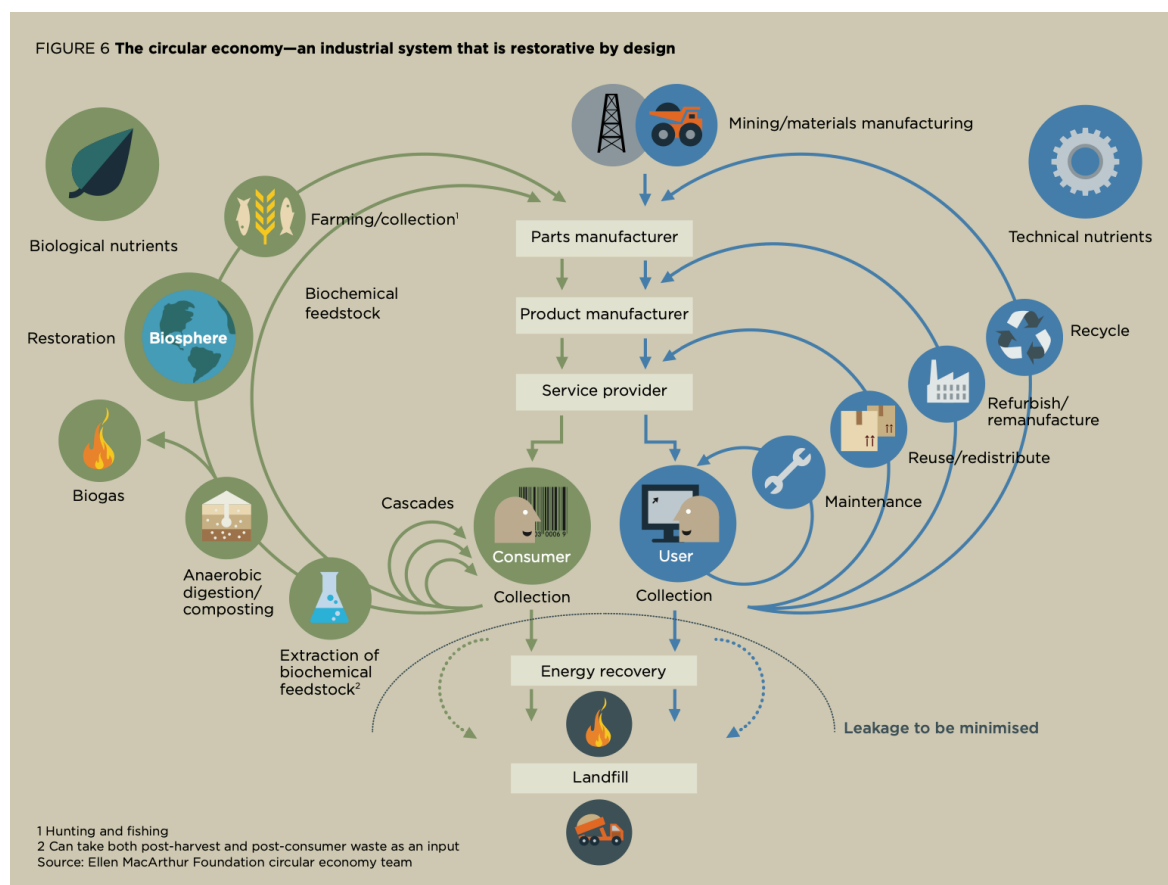 FIGURE 6 The circular economy—an industrial system that is restorative by design
Mining/materials manufacturing
Biological nutrients
Farming/collection¹
Technical nutrients
Parts manufacturer
Biochemical
feedstock
Product manufacturer
Restoration
Biosphere
Recycle
Service provider
Refurbish/
remanufacture
Reuse/redistribute
Biogas
Cascades
Maintenance
03 0006 9
Consumer
User
Anaerobic
digestion/
composting
Collection
Collection
Extraction of
biochemical
feedstock²
Energy recovery
Leakage to be minimised
Landfill
1 Hunting and fishing
2 Can take both post-harvest and post-consumer waste as an input
Source: Ellen MacArthur Foundation circular economy team